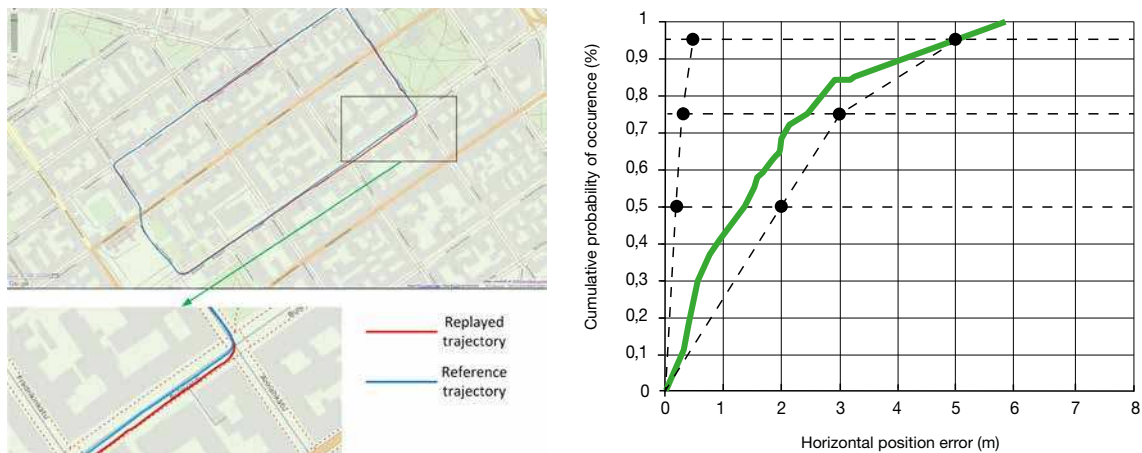 Google
Replayed
trajectory
Reference
trajectory
Cumulative probability of occurence (%)
1
0,9
0,8
0,7
0,6
0,5
0,4
0,3
0,2
0,1
0
0
1
2
3
4
5
6
7
8
Horizontal position error (m)